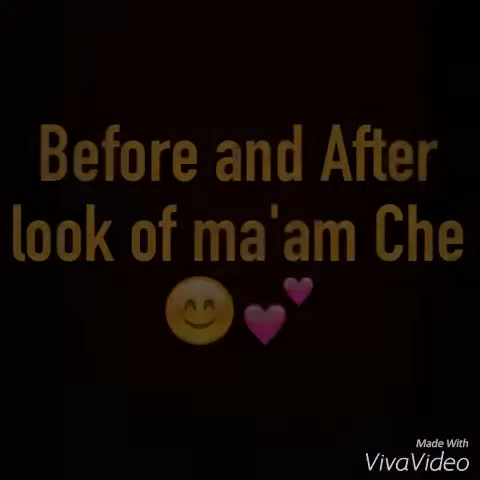 Before and After
look of ma'am Che
😊💕
Made With
VivaVideo